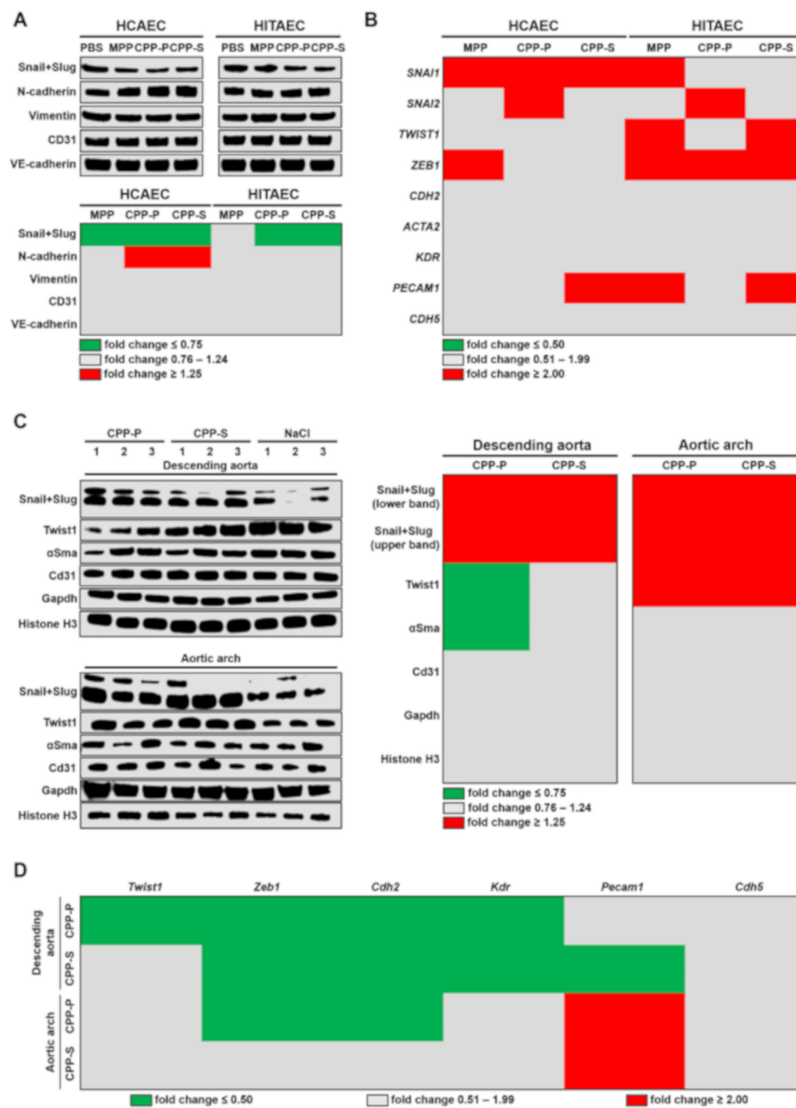 A
HCAEC HITAEC
PBS MPP CPP-P CPP-S PBS MPP CPP-P CPP-S
Snail+Slug
N-cadherin
Vimentin
CD31
VE-cadherin
HCAEC HITAEC
MPP CPP-P CPP-S MPP CPP-P CPP-S
Snail+Slug
N-cadherin
Vimentin
CD31
VE-cadherin
fold change ≤ 0.75
fold change 0.76 – 1.24
fold change ≥ 1.25
B
HCAEC HITAEC
MPP CPP-P CPP-S MPP CPP-P CPP-S
SNAI1
SNAI2
TWIST1
ZEB1
CDH2
ACTA2
KDR
PECAM1
CDH5
fold change ≤ 0.50
fold change 0.51 – 1.99
fold change ≥ 2.00
C
CPP-P CPP-S NaCl
1 2 3 1 2 3 1 2 3
Descending aorta
Snail+Slug
Twist1
αSma
Cd31
Gapdh
Histone H3
Aortic arch
Snail+Slug
Twist1
αSma
Cd31
Gapdh
Histone H3
Descending aorta Aortic arch
CPP-P CPP-S CPP-P CPP-S
Snail+Slug
(lower band)
Snail+Slug
(upper band)
Twist1
αSma
Cd31
Gapdh
Histone H3
fold change ≤ 0.75
fold change 0.76 – 1.24
fold change ≥ 1.25
D
Twist1 Zeb1 Cdh2 Kdr Pecam1 Cdh5
Descending
aorta
CPP-P
CPP-S
Aortic arch
CPP-P
CPP-S
fold change ≤ 0.50 fold change 0.51 – 1.99 fold change ≥ 2.00